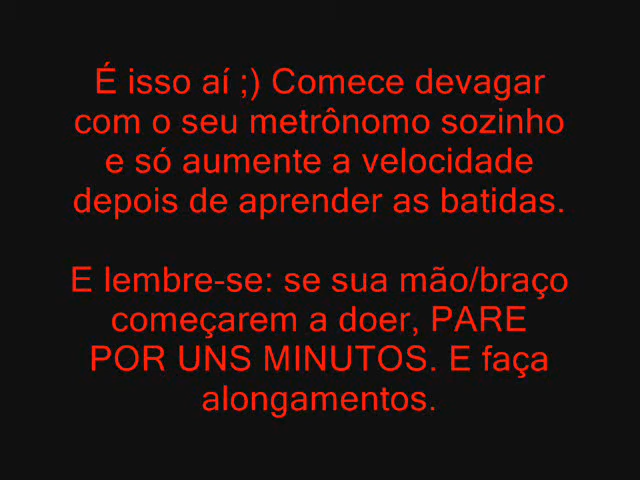 É isso aí ;) Comece devagar
com o seu metrônomo sozinho
e só aumente a velocidade
depois de aprender as batidas.
E lembre-se: se sua mão/braço
começarem a doer, PARE
POR UNS MINUTOS. E faça
alongamentos.